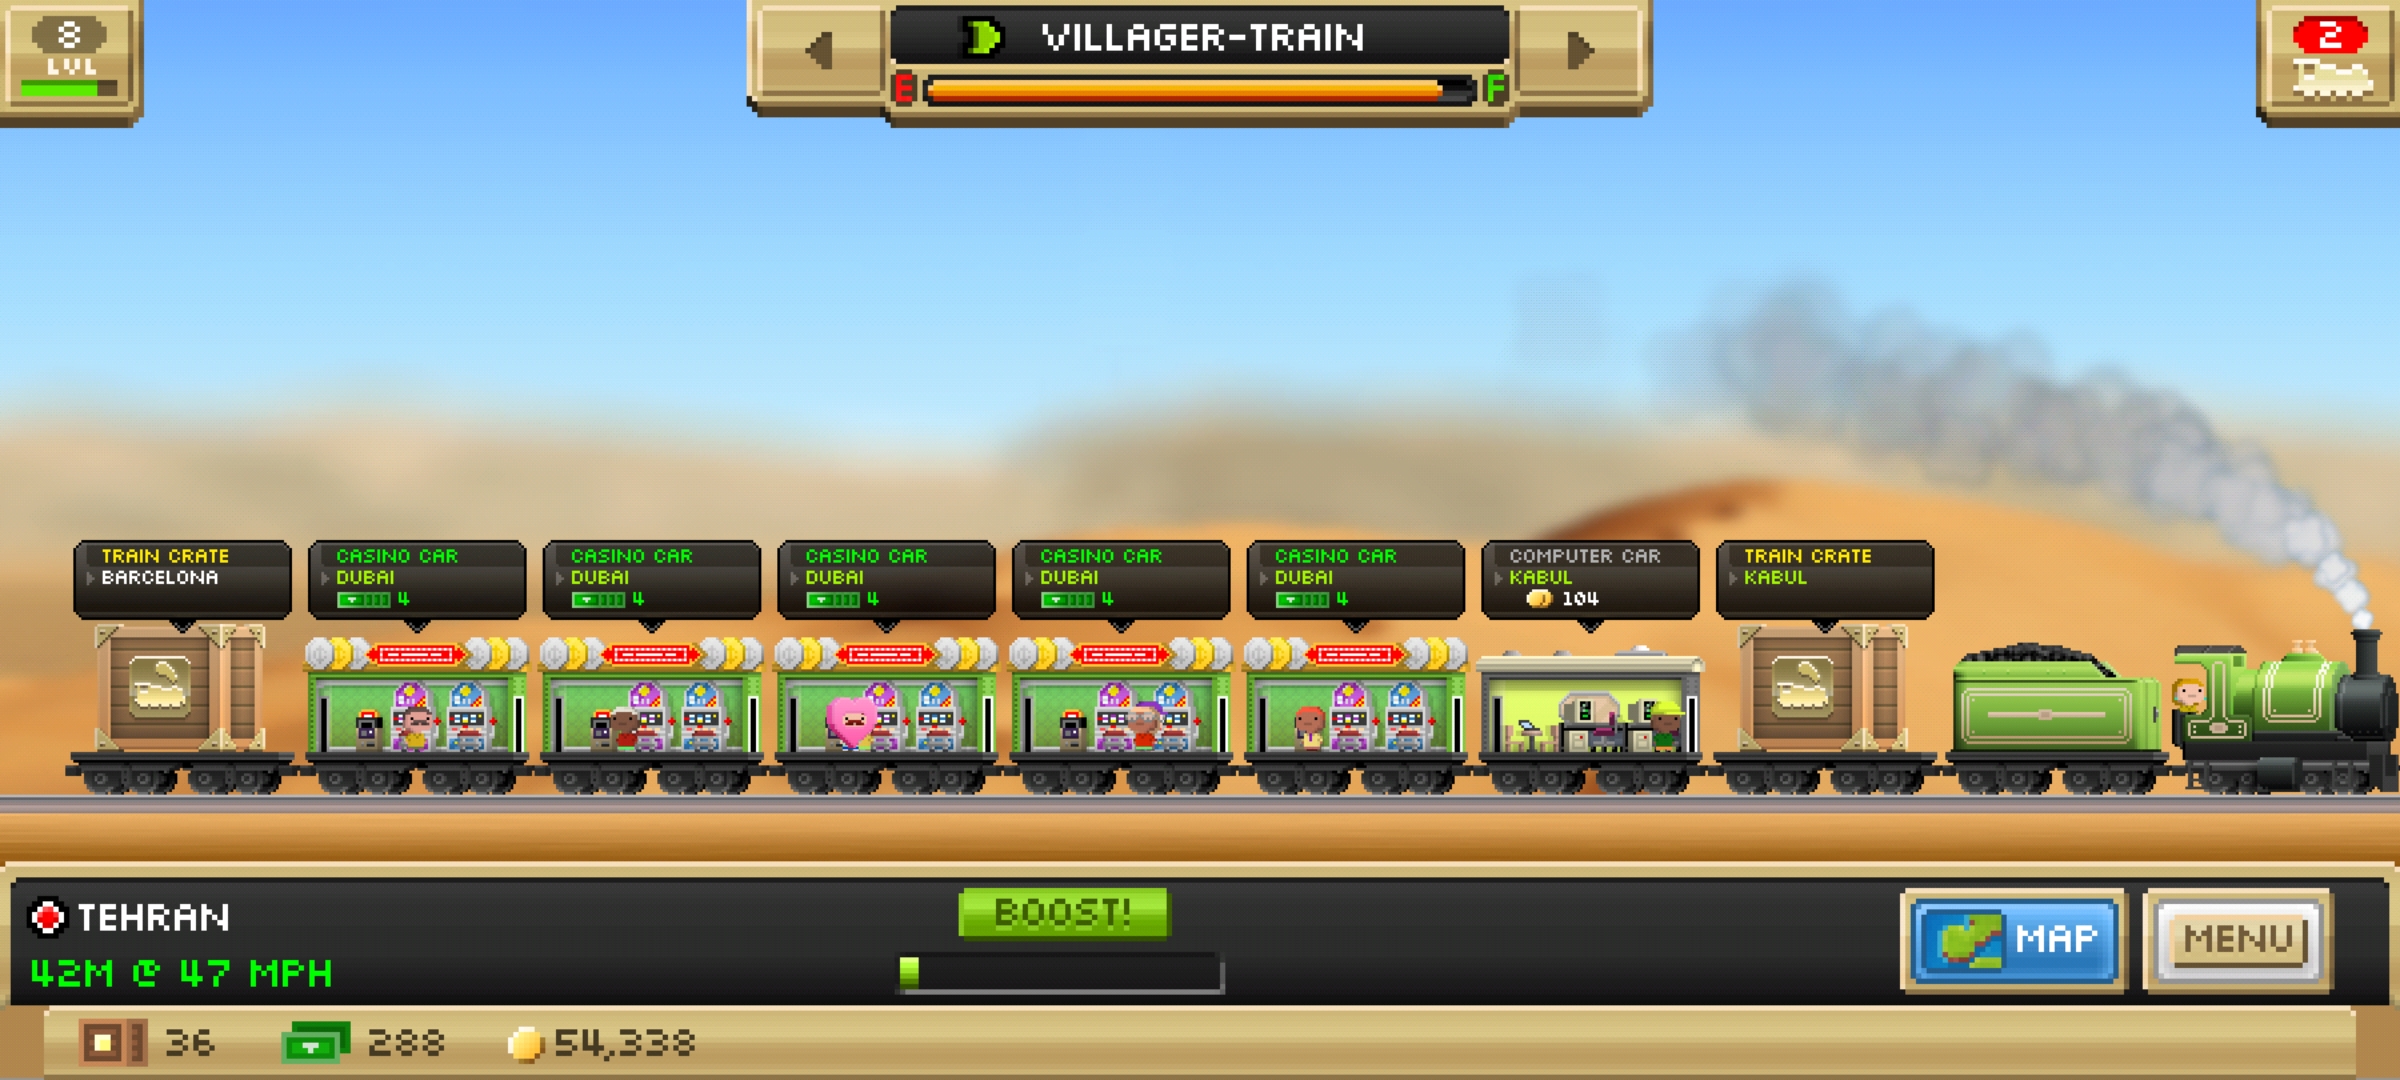 8
LVL
VILLAGER-TRAIN
E F
2
TRAIN CRATE
BARCELONA
CASINO CAR
DUBAI
4
CASINO CAR
DUBAI
4
CASINO CAR
DUBAI
4
CASINO CAR
DUBAI
4
CASINO CAR
DUBAI
4
COMPUTER CAR
KABUL
104
TRAIN CRATE
KABUL
TEHRAN
42M @ 47 MPH
BOOST!
MAP
MENU
36 288 54,338